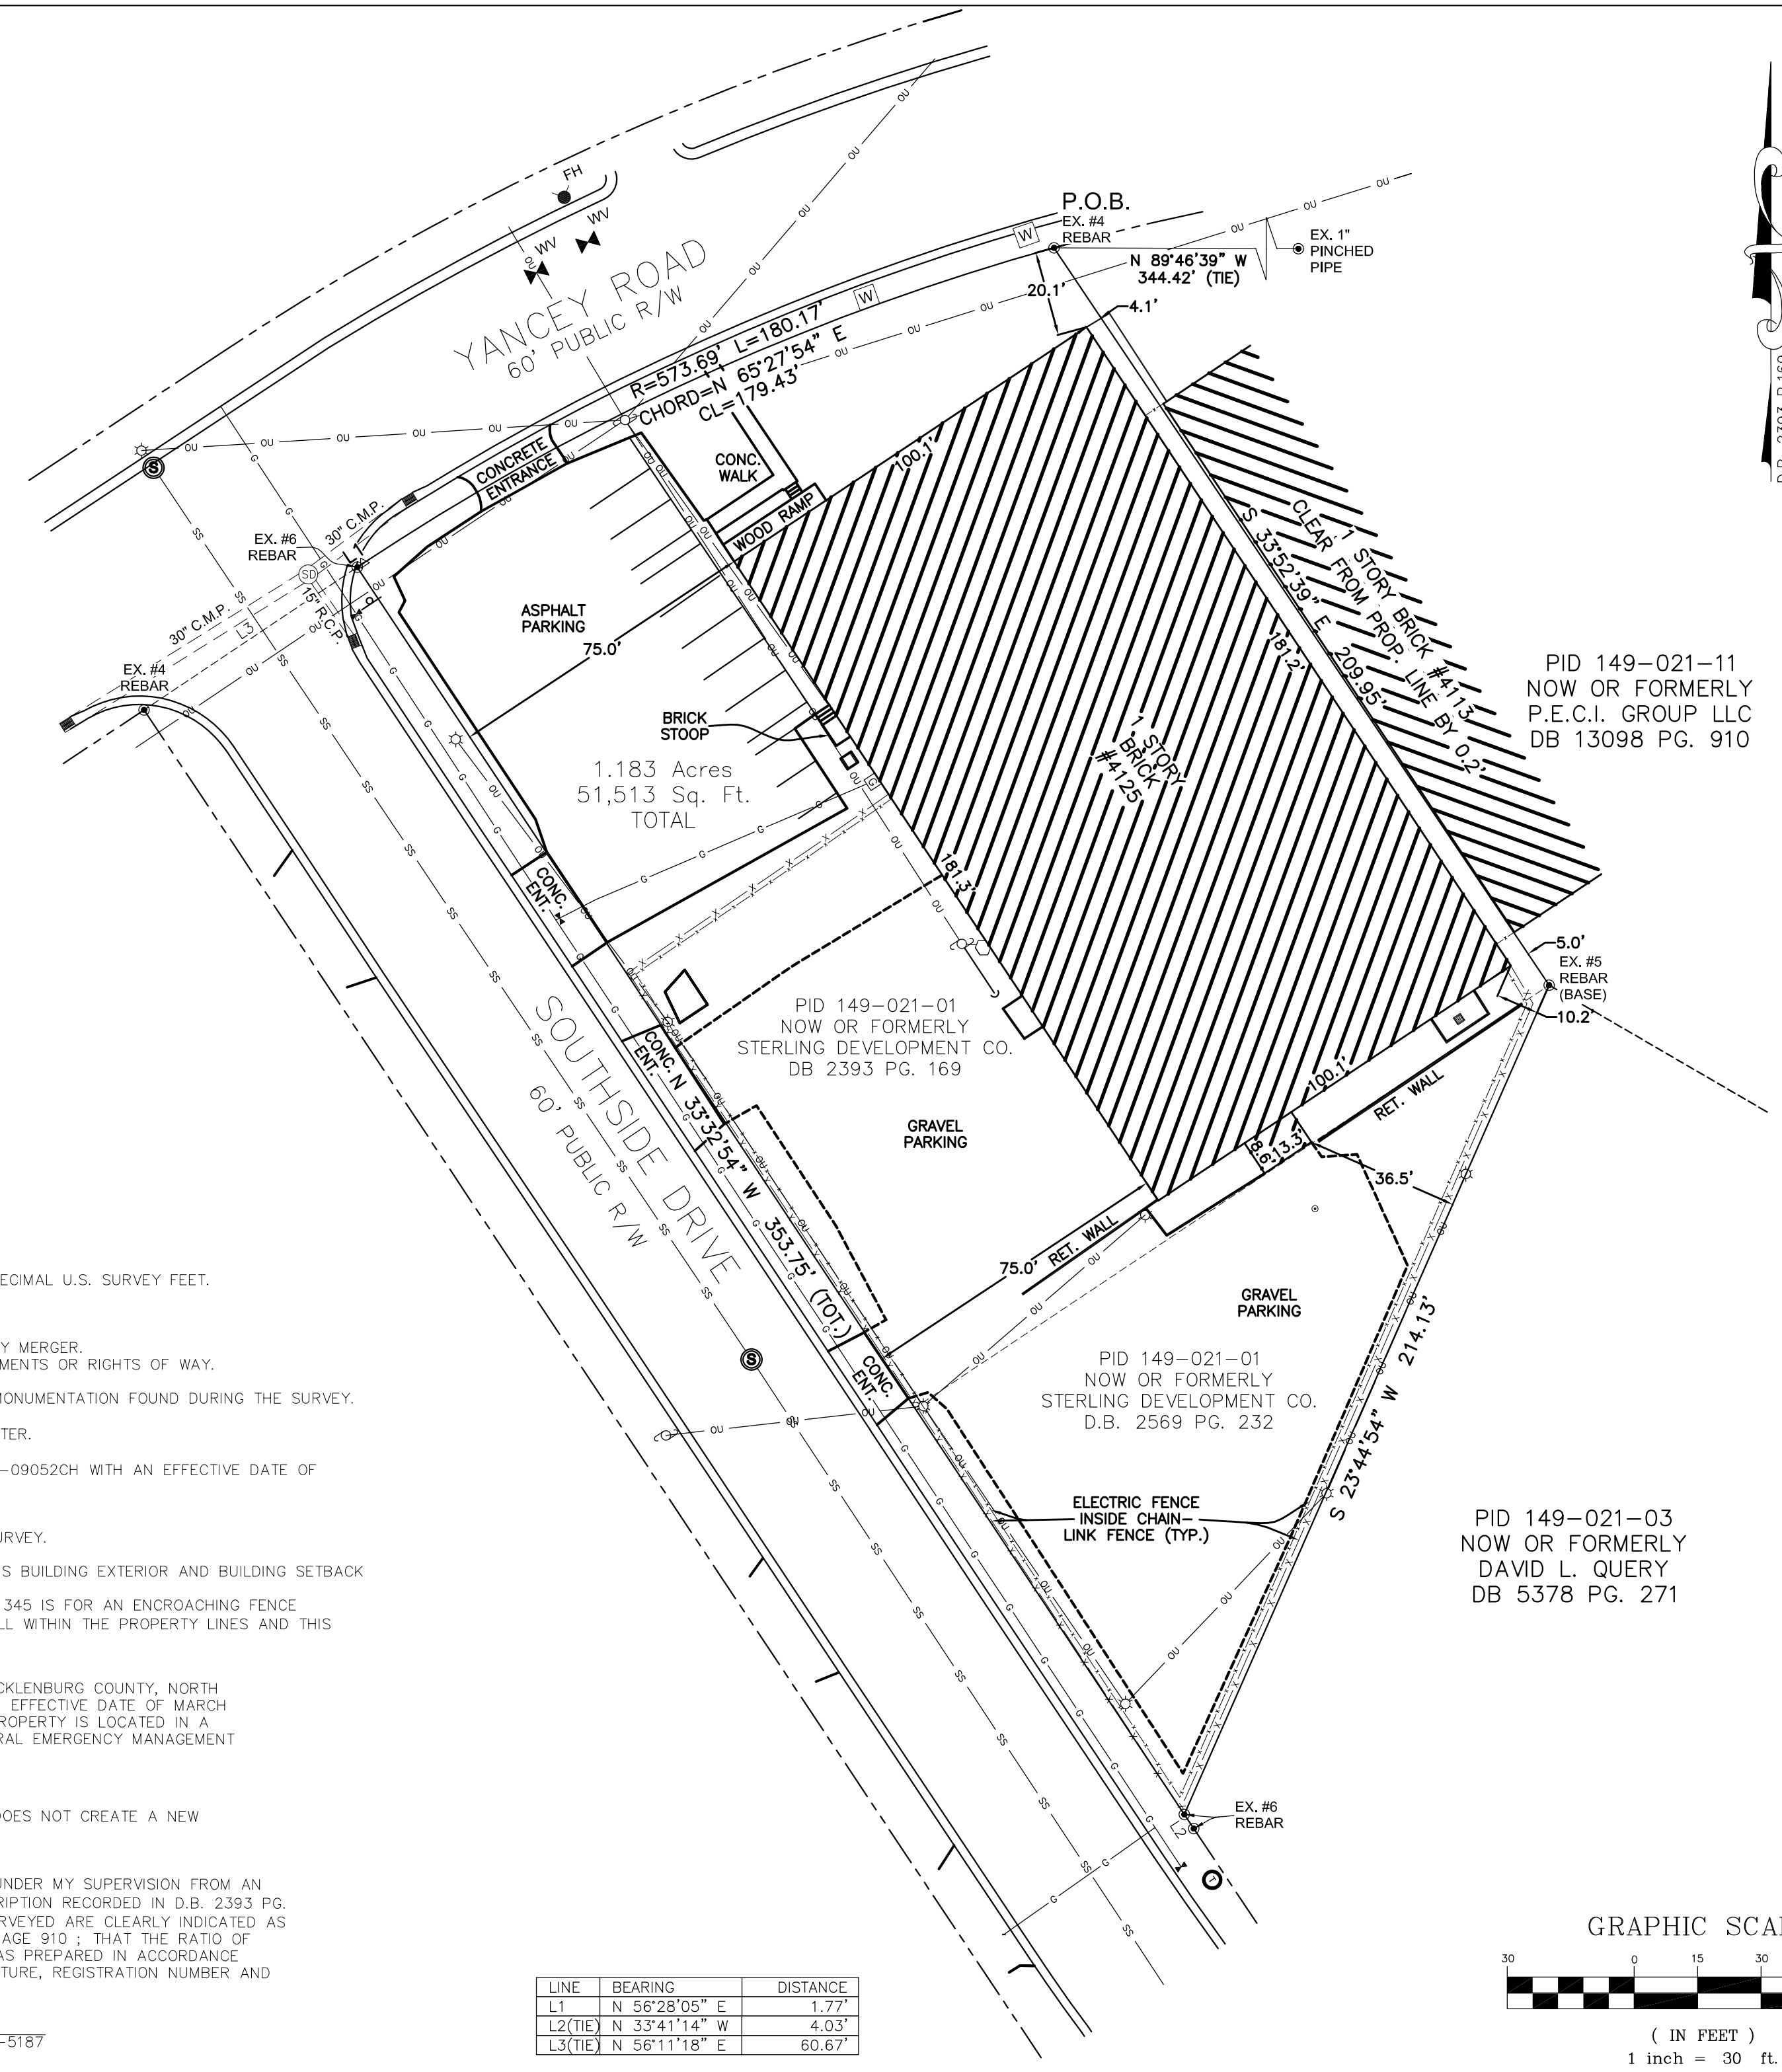 YANCEY ROAD
60' PUBLIC R/W
FH
WV
WV
P.O.B.
EX. #4
REBAR
EX. 1"
PINCHED
PIPE
N 89°46'39" W
344.42' (TIE)
20.1'
4.1'
R=573.69' L=180.17'
CHORD=N 65°27'54" E
CL=179.43'
CONCRETE
ENTRANCE
CONC.
WALK
WOOD RAMP
100.1'
30" C.M.P.
EX. #6
REBAR
L1
SD
15" R.C.P.
30" C.M.P.
L3
EX. #4
REBAR
ASPHALT
PARKING
75.0'
BRICK
STOOP
1.183 Acres
51,513 Sq. Ft.
TOTAL
1 STORY BRICK #4113
CLEAR FROM PROP. LINE BY 0.2'
S 33°52'39" E 209.95'
181.2'
1 STORY
BRICK
#4125
181.3'
PID 149-021-11
NOW OR FORMERLY
P.E.C.I. GROUP LLC
DB 13098 PG. 910
CONC.
ENT.
PID 149-021-01
NOW OR FORMERLY
STERLING DEVELOPMENT CO.
DB 2393 PG. 169
5.0'
EX. #5
REBAR
(BASE)
10.2'
SOUTHSIDE DRIVE
60' PUBLIC R/W
CONC.
ENT.
N 33°32'54" W 353.75' (TOT.)
GRAVEL
PARKING
100.1'
RET. WALL
8.6'
13.3'
36.5'
75.0'
RET. WALL
GRAVEL
PARKING
CONC.
ENT.
PID 149-021-01
NOW OR FORMERLY
STERLING DEVELOPMENT CO.
D.B. 2569 PG. 232
S 23°44'54" W 214.13'
ELECTRIC FENCE
INSIDE CHAIN-
LINK FENCE (TYP.)
PID 149-021-03
NOW OR FORMERLY
DAVID L. QUERY
DB 5378 PG. 271
EX. #6
REBAR
L2
T
ECIMAL U.S. SURVEY FEET.
Y MERGER.
MENTS OR RIGHTS OF WAY.
MONUMENTATION FOUND DURING THE SURVEY.
TER.
-09052CH WITH AN EFFECTIVE DATE OF
URVEY.
S BUILDING EXTERIOR AND BUILDING SETBACK
345 IS FOR AN ENCROACHING FENCE
LL WITHIN THE PROPERTY LINES AND THIS
CKLENBURG COUNTY, NORTH
EFFECTIVE DATE OF MARCH
ROPERTY IS LOCATED IN A
RAL EMERGENCY MANAGEMENT
DOES NOT CREATE A NEW
UNDER MY SUPERVISION FROM AN
RIPTION RECORDED IN D.B. 2393 PG.
RVEYED ARE CLEARLY INDICATED AS
AGE 910 ; THAT THE RATIO OF
AS PREPARED IN ACCORDANCE
TURE, REGISTRATION NUMBER AND
-5187
LINE BEARING DISTANCE
L1 N 56°28'05" E 1.77'
L2(TIE) N 33°41'14" W 4.03'
L3(TIE) N 56°11'18" E 60.67'
GRAPHIC SCA
30 0 15 30
( IN FEET )
1 inch = 30 ft.